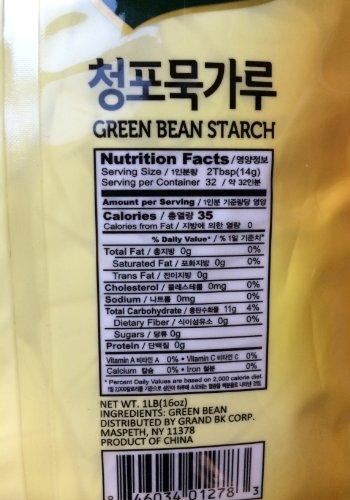 청포묵가루
GREEN BEAN STARCH
Nutrition Facts/영양정보
Serving Size / 1인분량 2Tbsp(14g)
Serving per Container 32 / 약 32인분
Amount per Serving / 1인분 기준량당 영양
Calories / 총열량 35
Calories from Fat / 지방에 의한 열량 0
% Daily Value* / % 1일 기준치*
Total Fat / 총지방 0g 0%
Saturated Fat / 포화지방 0g 0%
Trans Fat / 전이지방 0g
Cholesterol / 콜레스테롤 0mg 0%
Sodium / 나트륨 0mg 0%
Total Carbohydrate / 총탄수화물 11g 4%
Dietary Fiber / 식이섬유소 0g 0%
Sugars / 당류 0g
Protein / 단백질 0g
Vitamin A 비타민 A 0% • Vitamin C 비타민 C 0%
Calcium 칼슘 0% • Iron 철분 0%
* Percent Daily Values are based on 2,000 calorie diet.
NET WT. 1LB(16oz)
INGREDIENTS: GREEN BEAN
DISTRIBUTED BY GRAND BK CORP.
MASPETH, NY 11378
PRODUCT OF CHINA
8 46034 01278 3